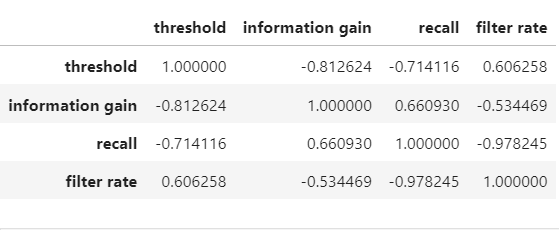 threshold information gain recall filter rate
threshold 1.000000 -0.812624 -0.714116 0.606258
information gain -0.812624 1.000000 0.660930 -0.534469
recall -0.714116 0.660930 1.000000 -0.978245
filter rate 0.606258 -0.534469 -0.978245 1.000000